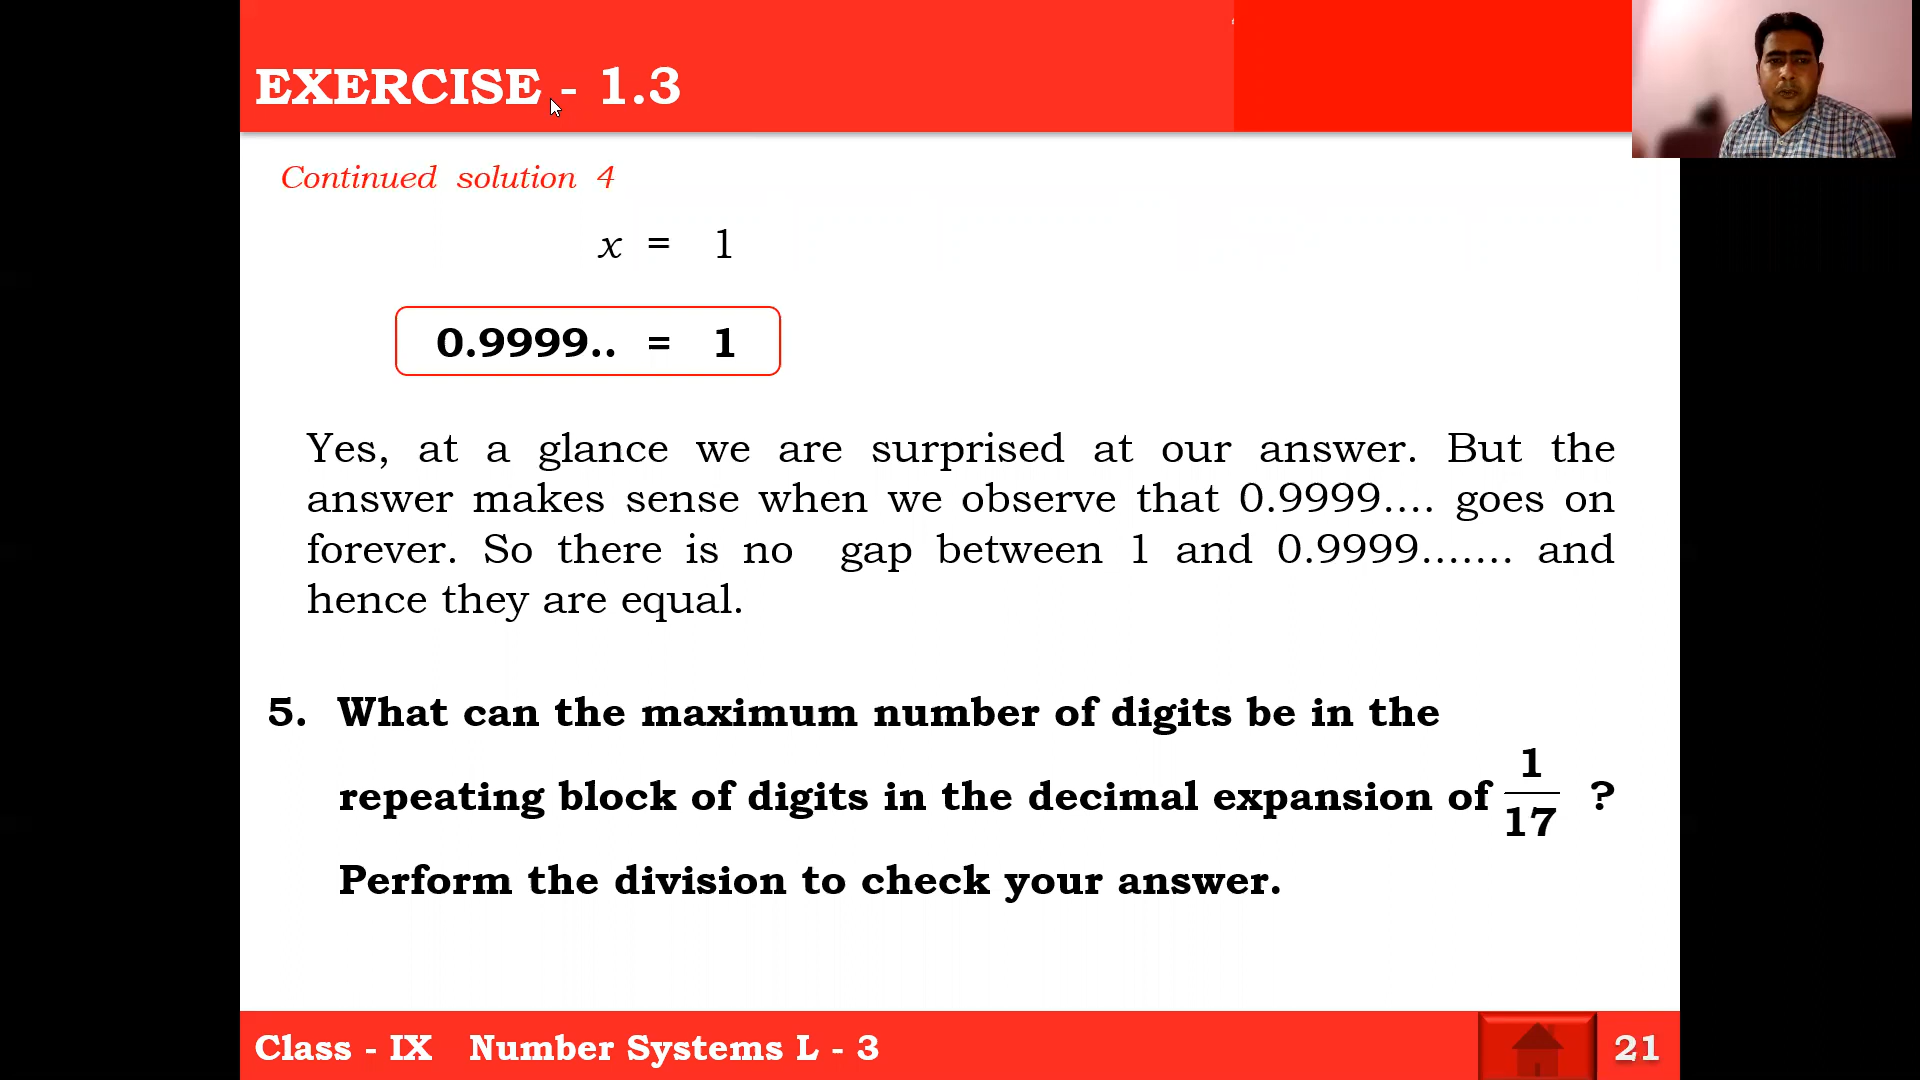 EXERCISE - 1.3
Continued solution 4
x = 1
0.9999.. = 1
Yes, at a glance we are surprised at our answer. But the
answer makes sense when we observe that 0.9999.... goes on
forever. So there is no gap between 1 and 0.9999....... and
hence they are equal.
5. What can the maximum number of digits be in the
repeating block of digits in the decimal expansion of 1/17 ?
Perform the division to check your answer.
Class - IX Number Systems L - 3
21